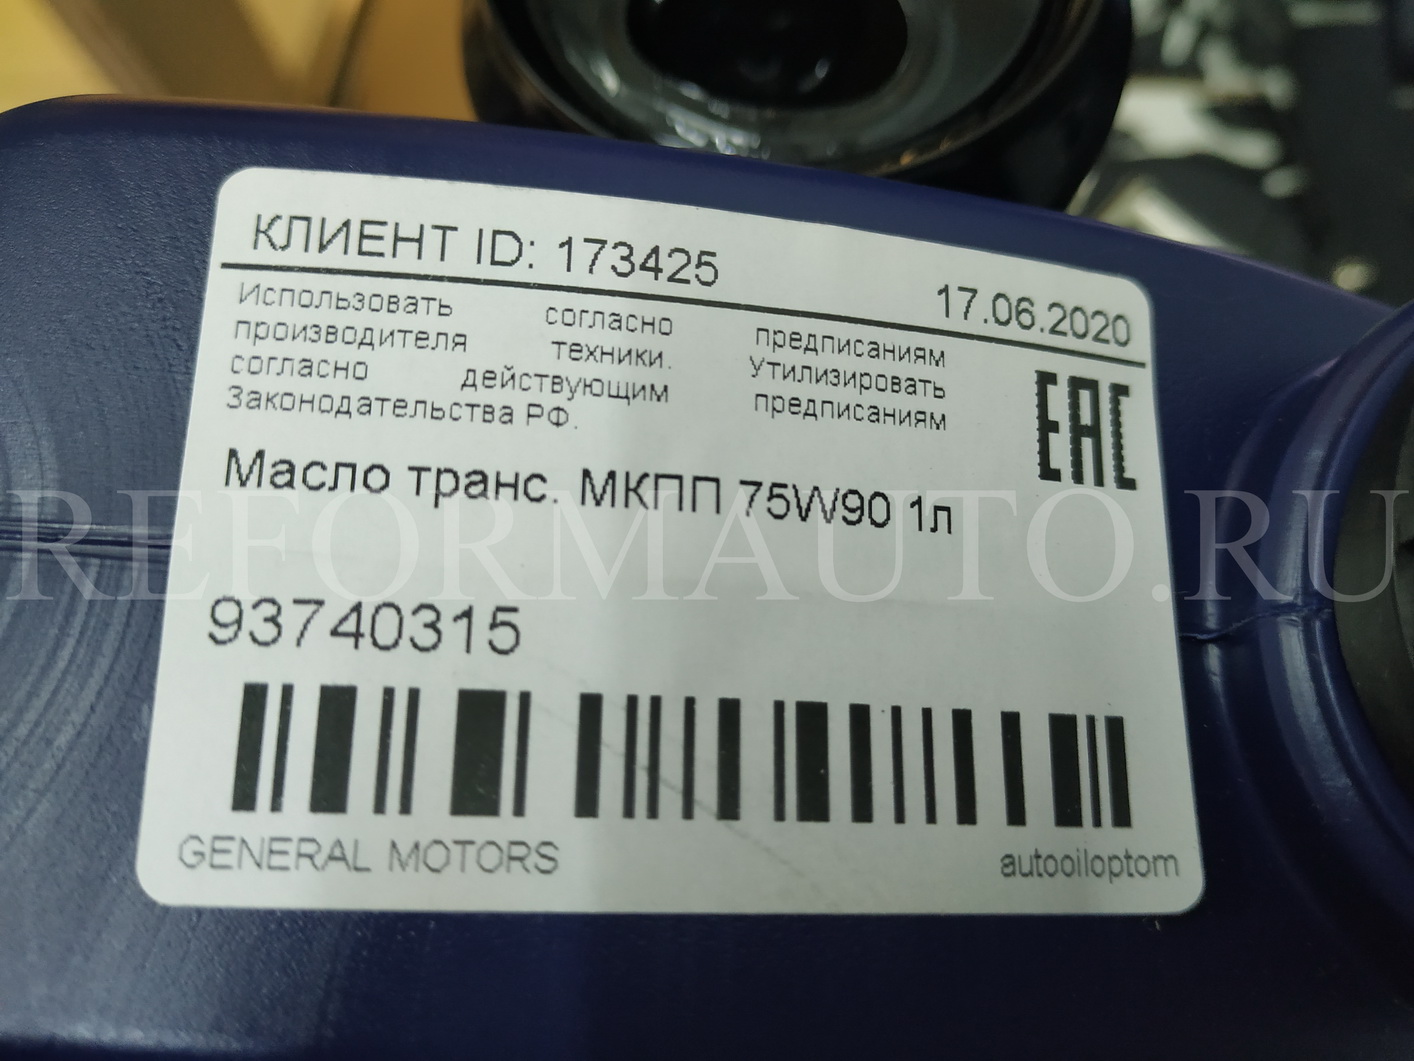 КЛИЕНТ ID: 173425
17.06.2020
Использовать согласно предписаниям
производителя техники. Утилизировать
согласно действующим предписаниям
Законодательства РФ.
EAC
Масло транс. МКПП 75W90 1л
REFORMAUTO.RU
93740315
GENERAL MOTORS
autooiloptom